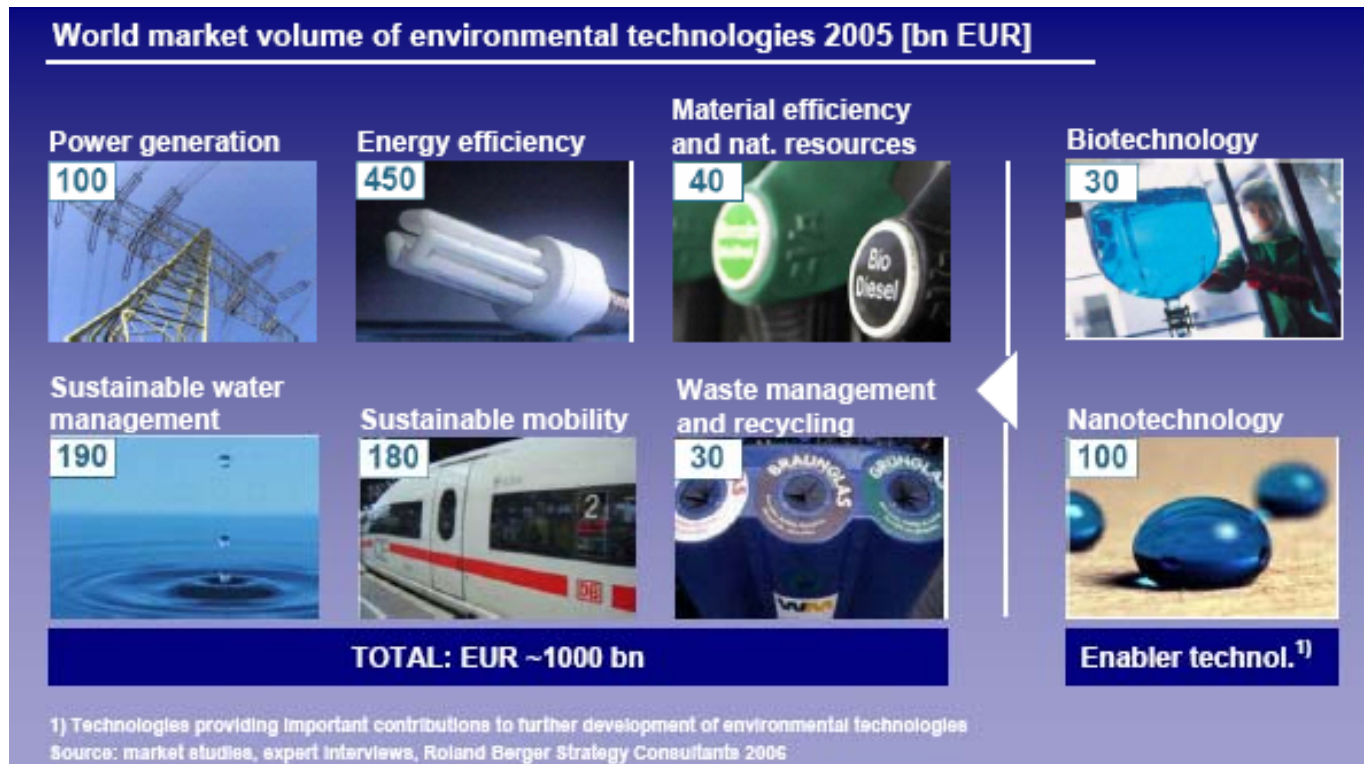 World market volume of environmental technologies 2005 [bn EUR]
Power generation
100
Energy efficiency
450
Material efficiency
and nat. resources
40
Bio
Diesel
Biotechnology
30
Sustainable water
management
190
Sustainable mobility
180
2
DB
Waste management
and recycling
30
BRAUNGLAS
GRÜNGLAS
WM
Nanotechnology
100
TOTAL: EUR ~1000 bn
Enabler technol.1)
1) Technologies providing important contributions to further development of environmental technologies
Source: market studies, expert interviews, Roland Berger Strategy Consultants 2006